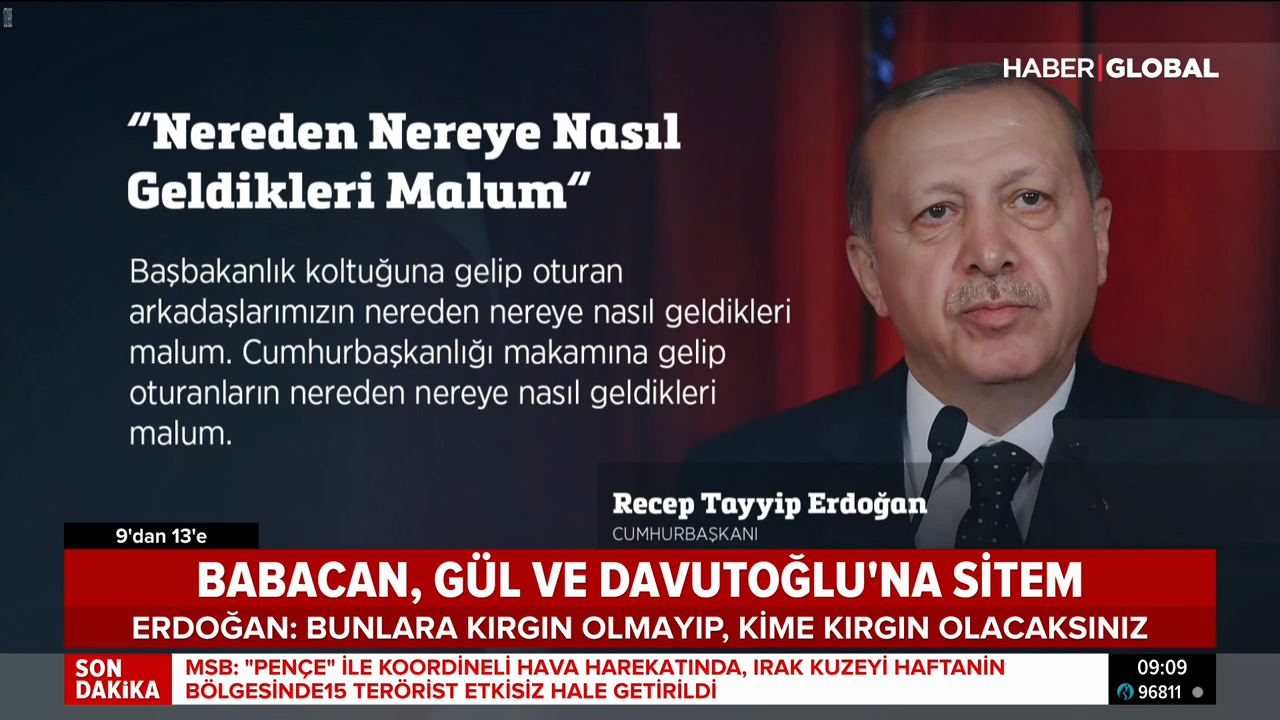 HABER GLOBAL
“Nereden Nereye Nasıl
Geldikleri Malum“
Başbakanlık koltuğuna gelip oturan
arkadaşlarımızın nereden nereye nasıl geldikleri
malum. Cumhurbaşkanlığı makamına gelip
oturanların nereden nereye nasıl geldikleri
malum.
Recep Tayyip Erdoğan
CUMHURBAŞKANI
9'dan 13'e
BABACAN, GÜL VE DAVUTOĞLU'NA SİTEM
ERDOĞAN: BUNLARA KIRGIN OLMAYIP, KİME KIRGIN OLACAKSINIZ
SON
DAKİKA
MSB: "PENÇE" İLE KOORDİNELİ HAVA HAREKATINDA, IRAK KUZEYİ HAFTANİN
BÖLGESİNDE15 TERÖRİST ETKİSİZ HALE GETİRİLDİ
09:09
96811